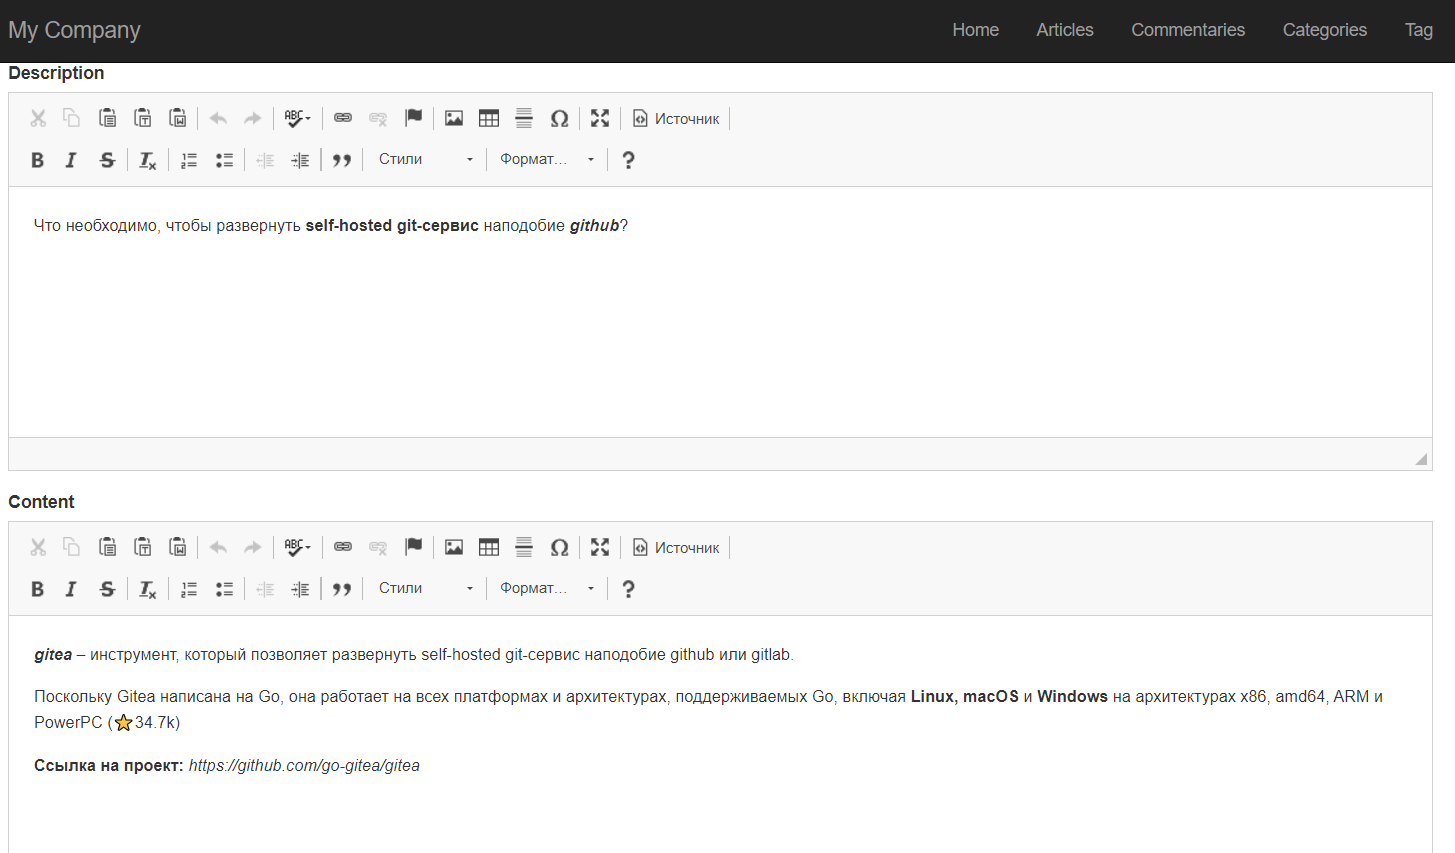 My Company Home Articles Commentaries Categories Tag
Description
ABC Источник
Стили Формат...
Что необходимо, чтобы развернуть self-hosted git-сервис наподобие github?
Content
ABC Источник
Стили Формат...
gitea – инструмент, который позволяет развернуть self-hosted git-сервис наподобие github или gitlab.
Поскольку Gitea написана на Go, она работает на всех платформах и архитектурах, поддерживаемых Go, включая Linux, macOS и Windows на архитектурах x86, amd64, ARM и
PowerPC (⭐34.7k)
Ссылка на проект: https://github.com/go-gitea/gitea